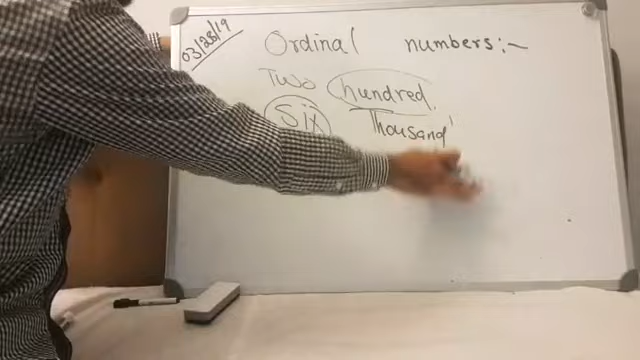 03/28/19
Ordinal numbers:-
Two hundred.
Six Thousand